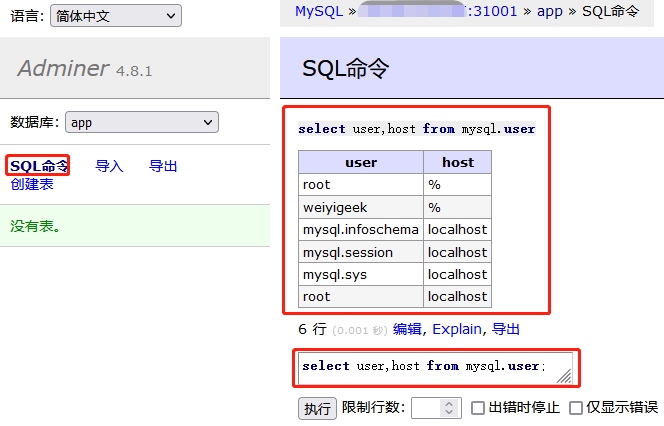 语言: 简体中文
MySQL » :31001 » app » SQL命令
Adminer 4.8.1
SQL命令
数据库: app
SQL命令 导入 导出
创建表
没有表。
select user,host from mysql.user
user host
root %
weiyigeek %
mysql.infoschema localhost
mysql.session localhost
mysql.sys localhost
root localhost
6 行 (0.001 秒) 编辑, Explain, 导出
select user,host from mysql.user;
执行 限制行数: 出错时停止 仅显示错误